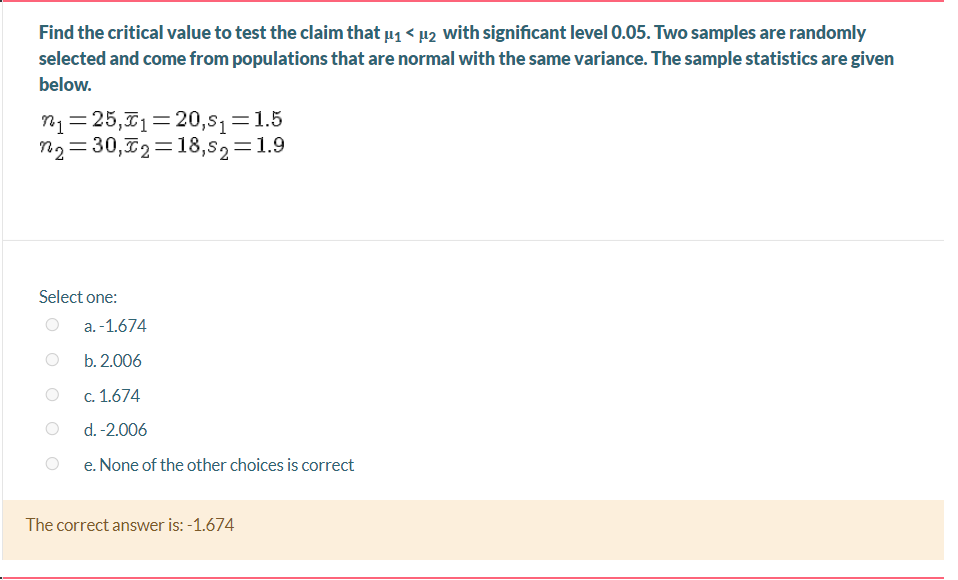 Find the critical value to test the claim that μ₁ < μ₂ with significant level 0.05. Two samples are randomly
selected and come from populations that are normal with the same variance. The sample statistics are given
below.
n₁=25,x̅₁=20,s₁=1.5
n₂=30,x̅₂=18,s₂=1.9
Select one:
a. -1.674
b. 2.006
c. 1.674
d. -2.006
e. None of the other choices is correct
The correct answer is: -1.674